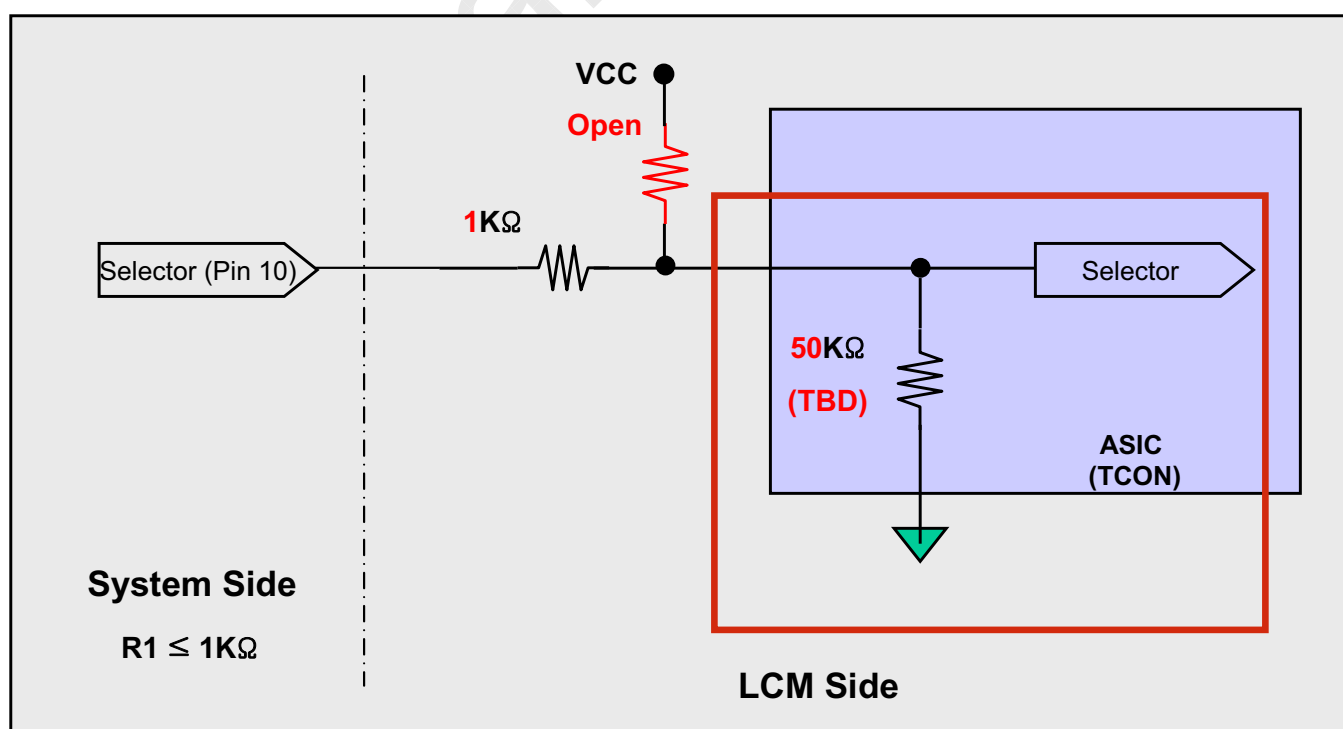 VCC
Open
1KΩ
Selector (Pin 10)
Selector
50KΩ
(TBD)
ASIC
(TCON)
System Side
R1 ≤ 1KΩ
LCM Side